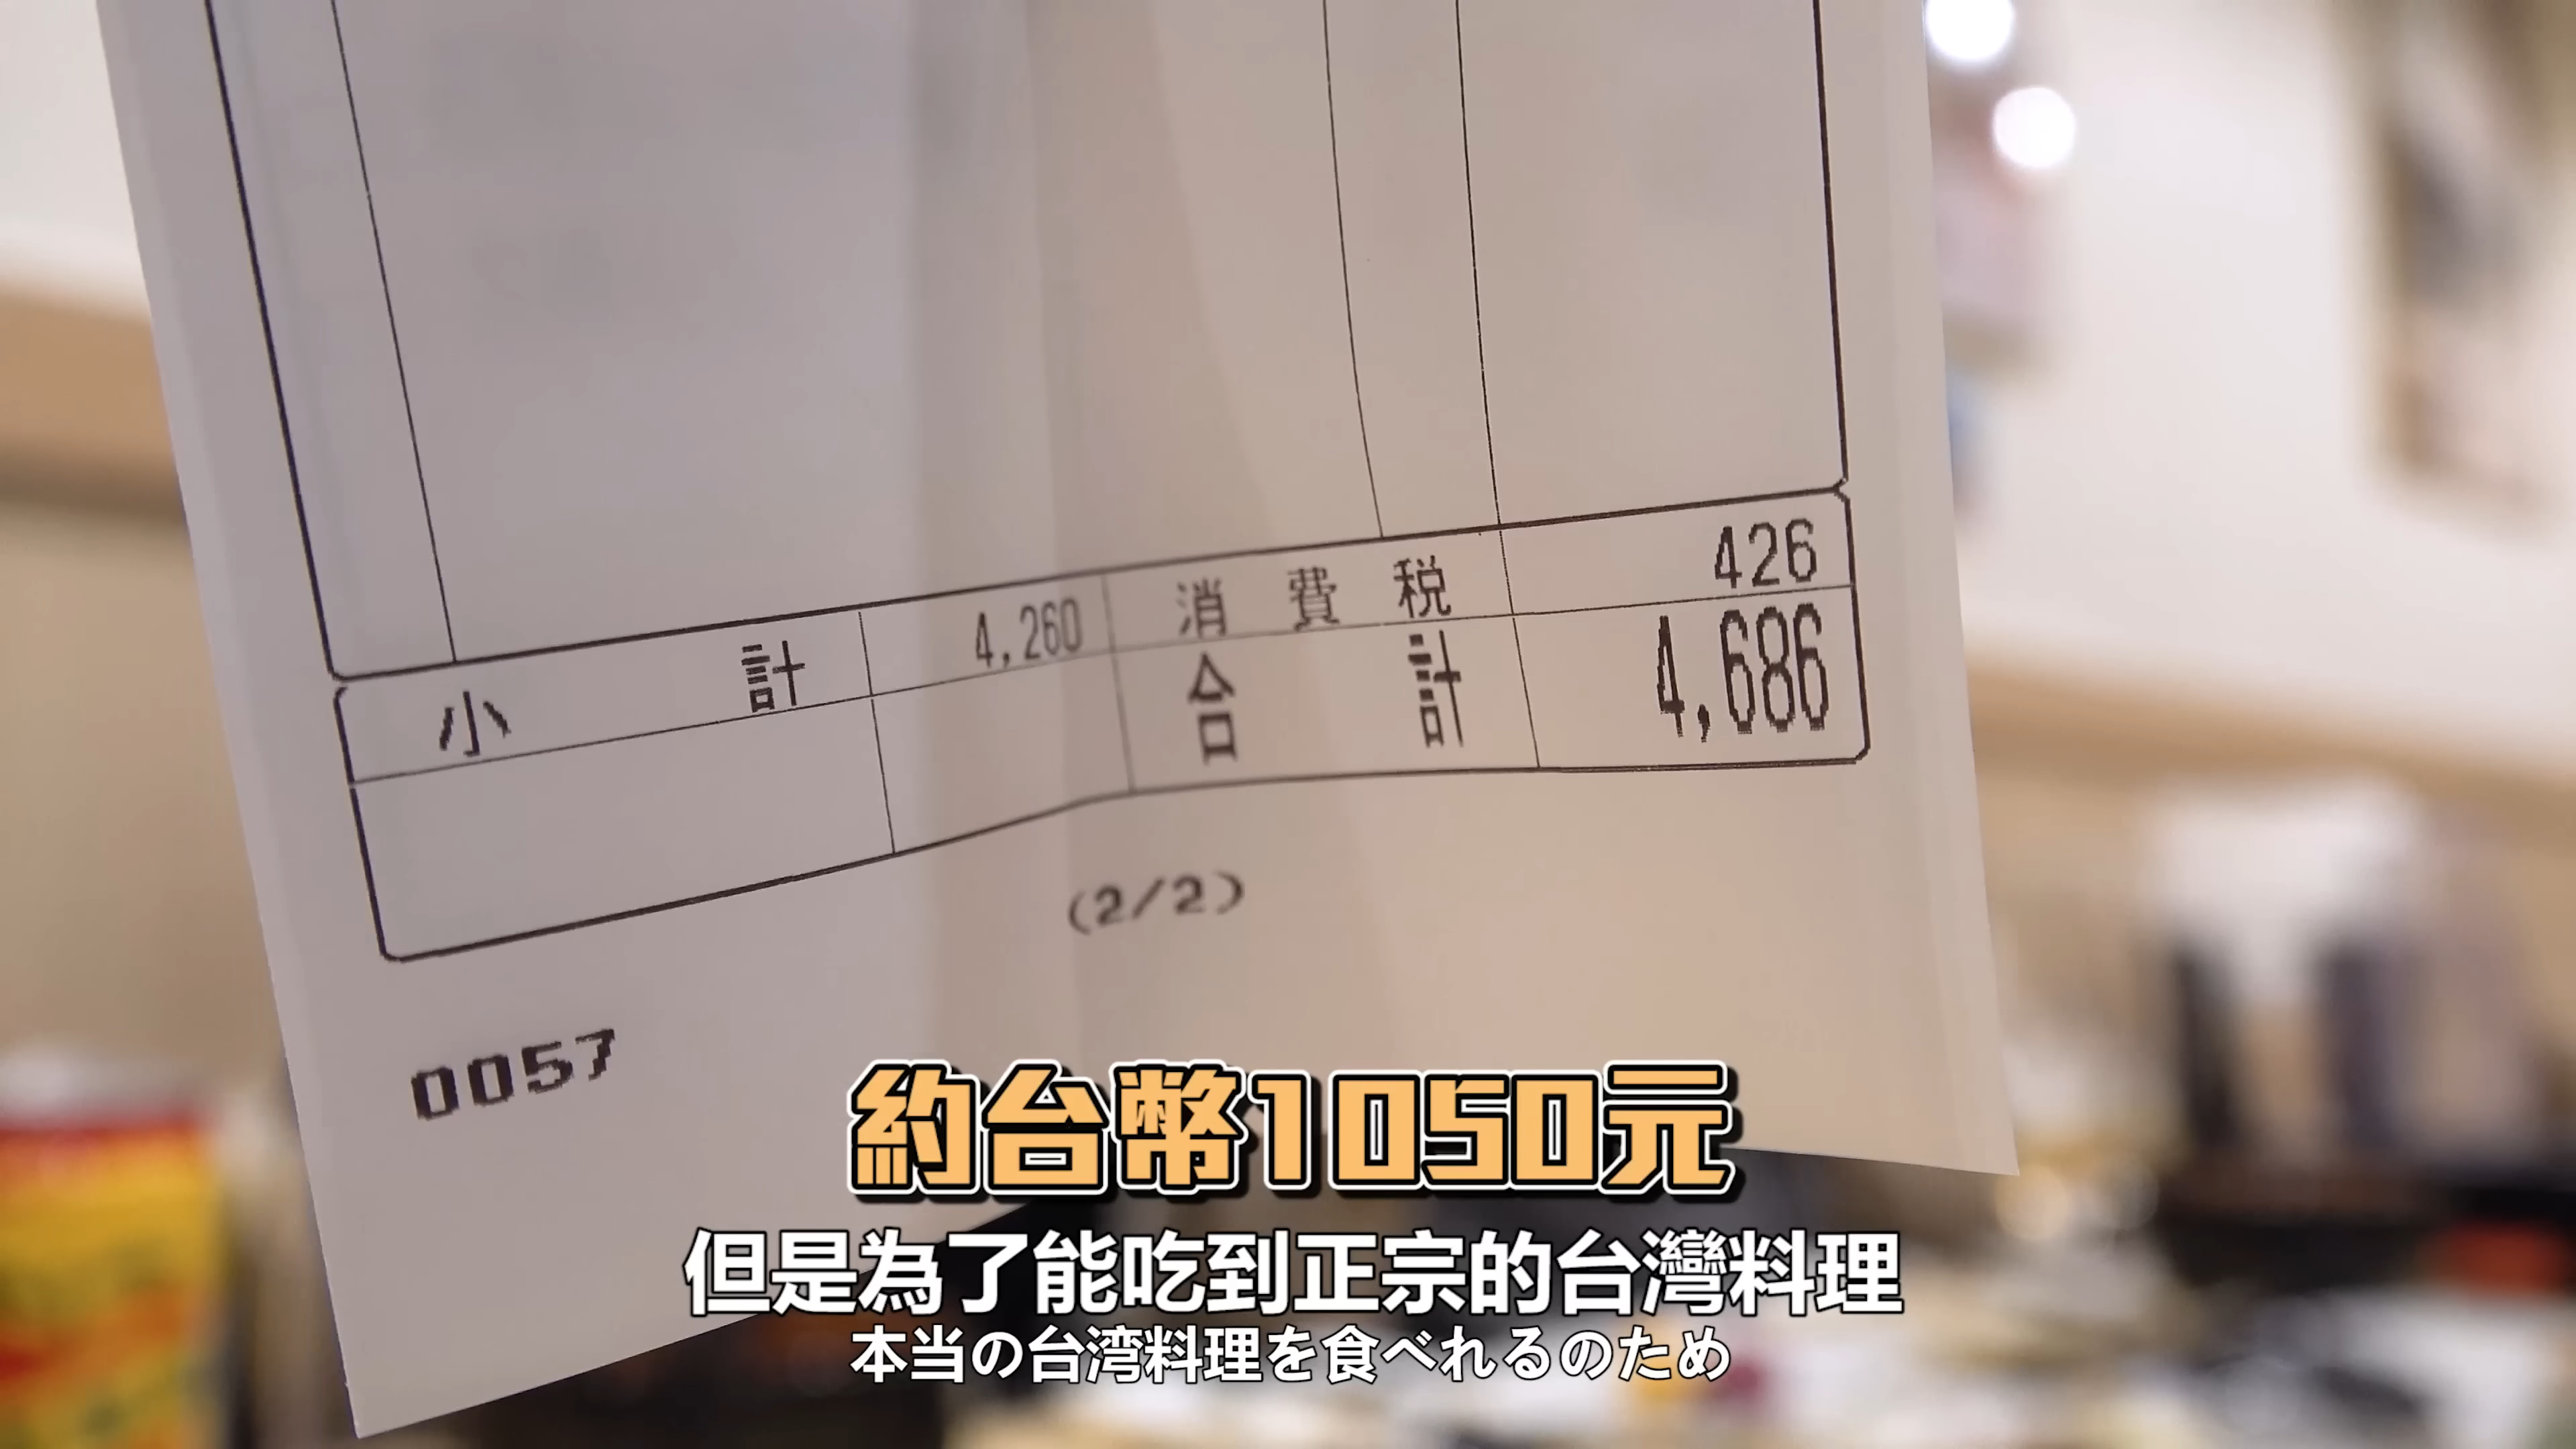 小計 4,260 消費税 426
合計 4,686
(2/2)
0057
約台幣1050元
但是為了能吃到正宗的台灣料理
本当の台湾料理を食べれるのため